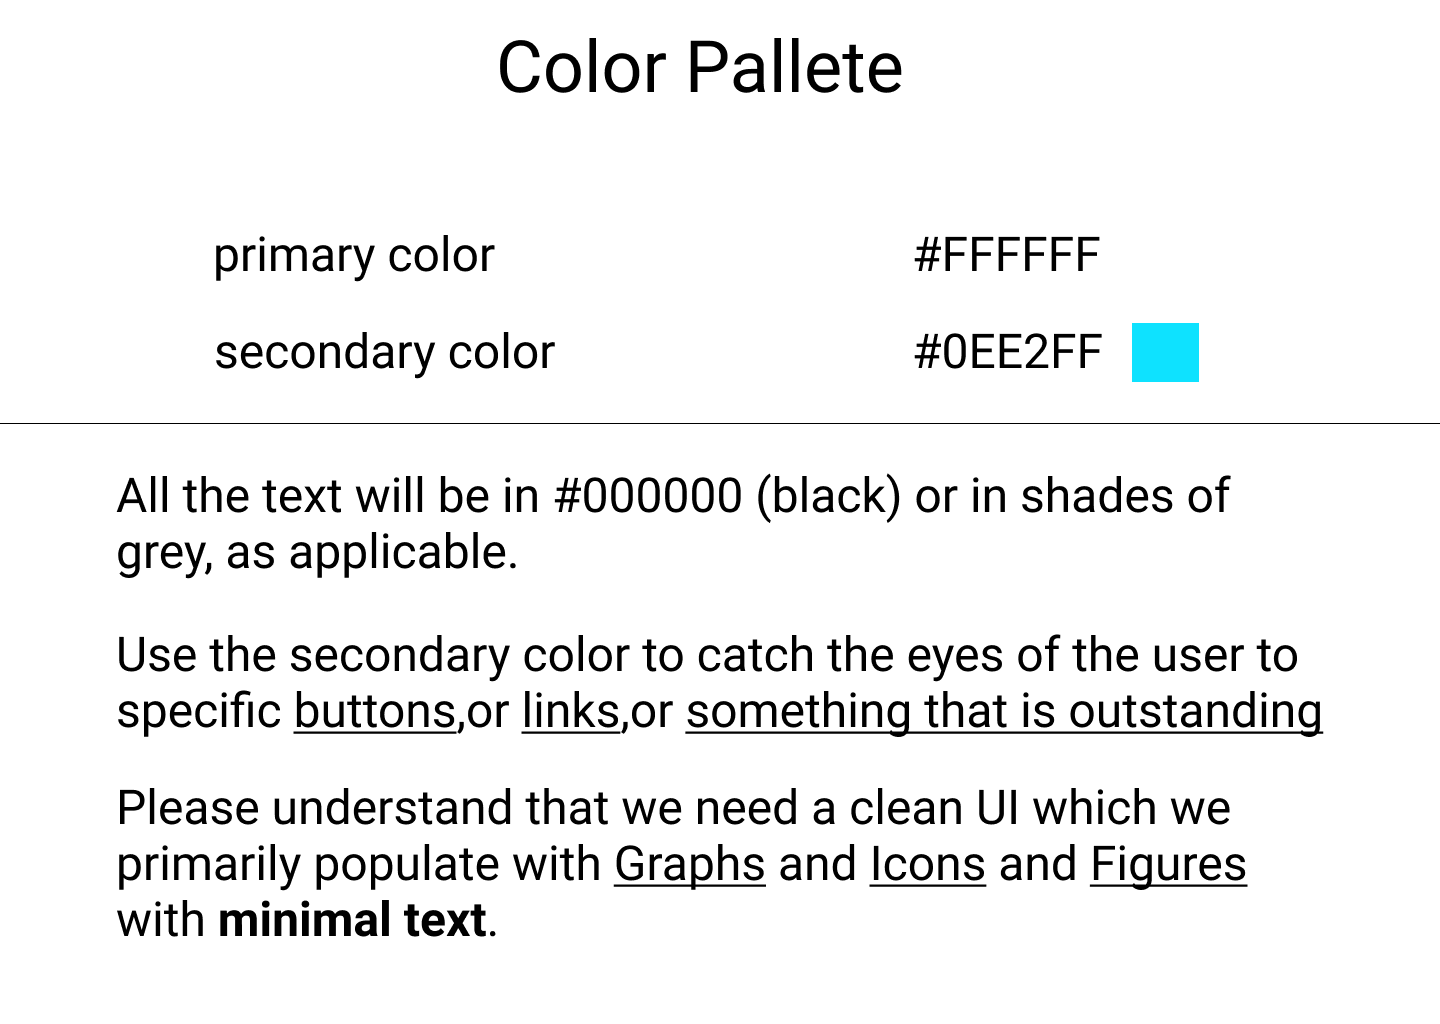 Color Pallete
primary color #FFFFFF
secondary color #0EE2FF
All the text will be in #000000 (black) or in shades of
grey, as applicable.
Use the secondary color to catch the eyes of the user to
specific buttons,or links,or something that is outstanding
Please understand that we need a clean UI which we
primarily populate with Graphs and Icons and Figures
with minimal text.